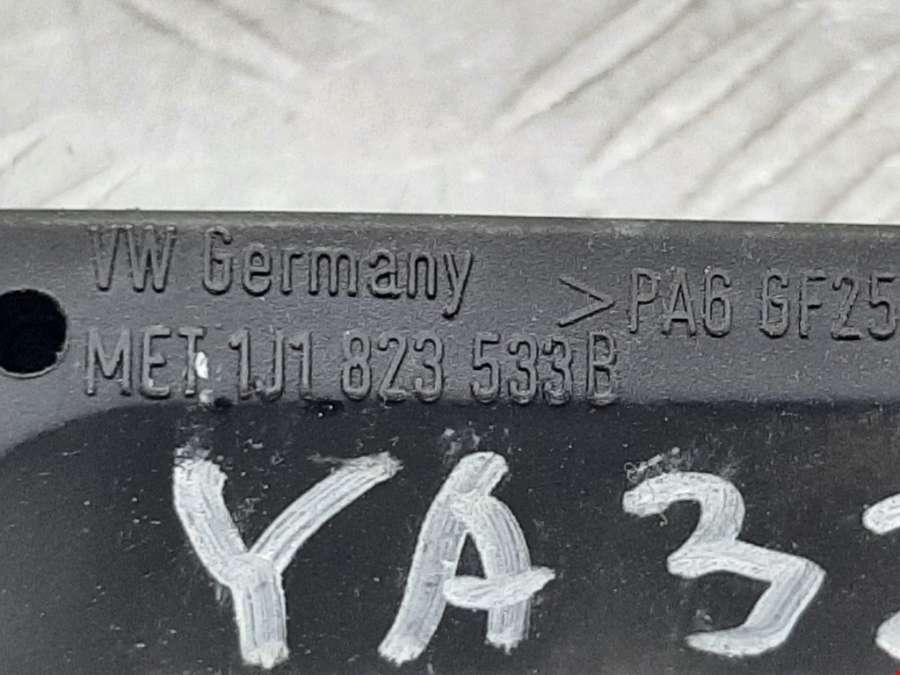 VW Germany
>PA6 GF25
MET 1J1 823 533B
YA3